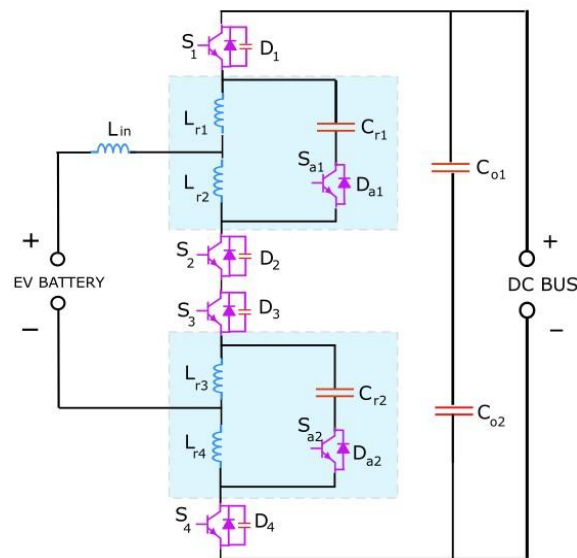 S1
D1
Lr1
Cr1
Lin
Sa1
Da1
Lr2
Co1
+
S2
D2
+
EV BATTERY
DC BUS
−
S3
D3
−
Lr3
Cr2
Sa2
Da2
Co2
Lr4
S4
D4